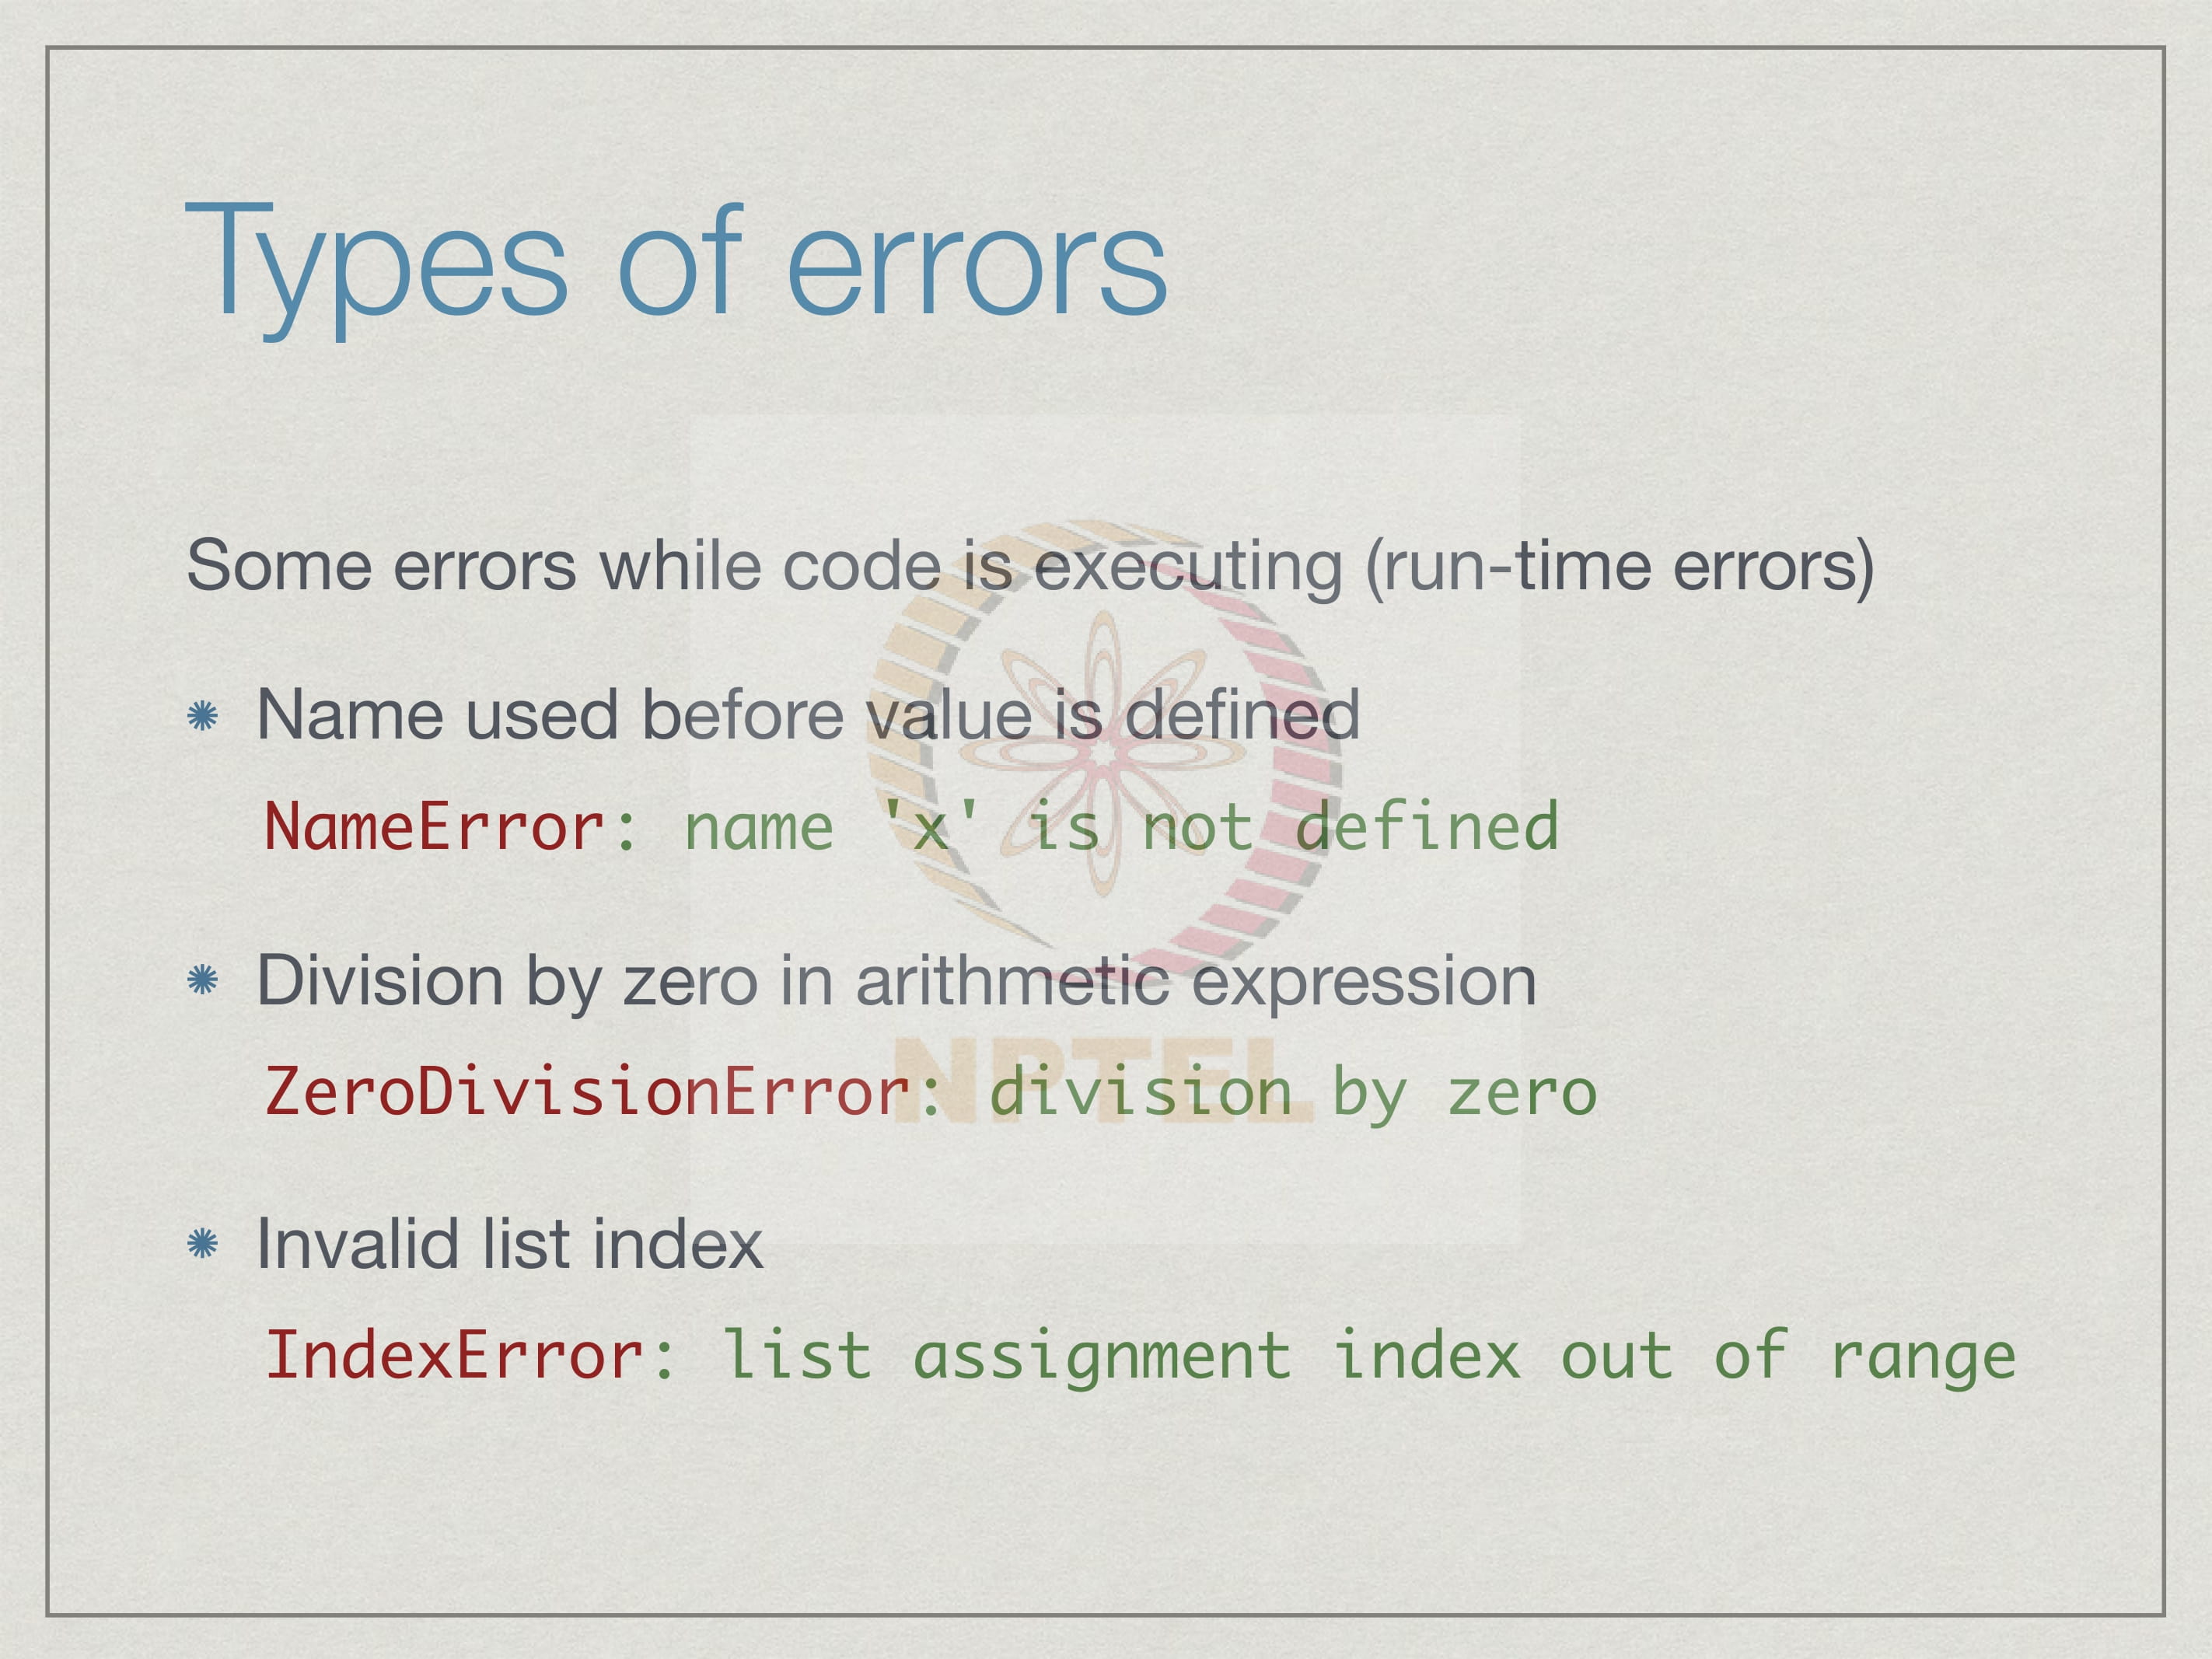 Types of errors
Some errors while code is executing (run-time errors)
Name used before value is defined
NameError: name 'x' is not defined
Division by zero in arithmetic expression
NPTEL
ZeroDivisionError: division by zero
Invalid list index
IndexError: list assignment index out of range